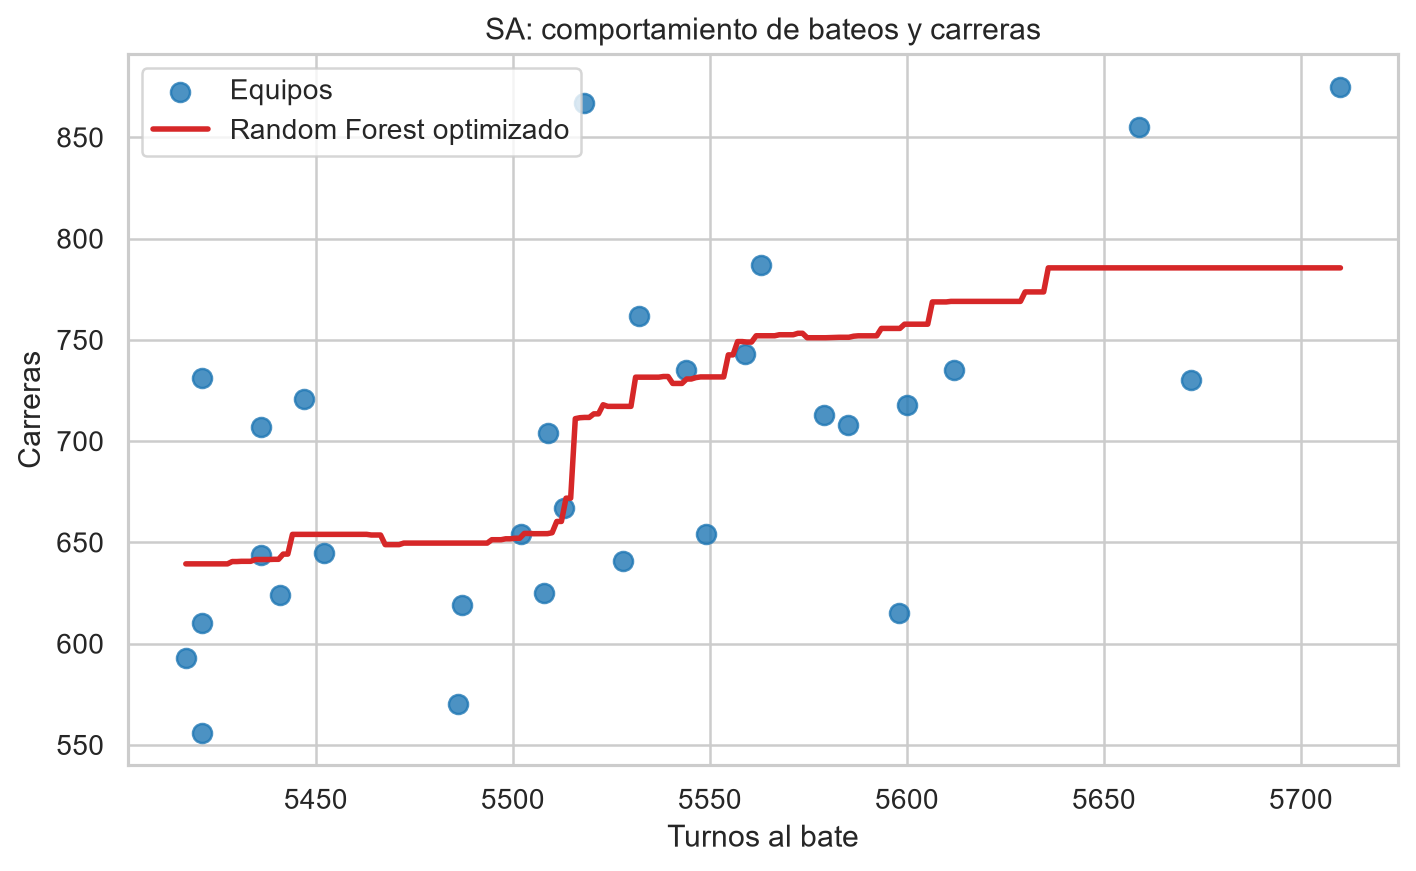 SA: comportamiento de bateos y carreras
Equipos
Random Forest optimizado
850
800
750
700
650
600
550
Carreras
5450
5500
5550
5600
5650
5700
Turnos al bate